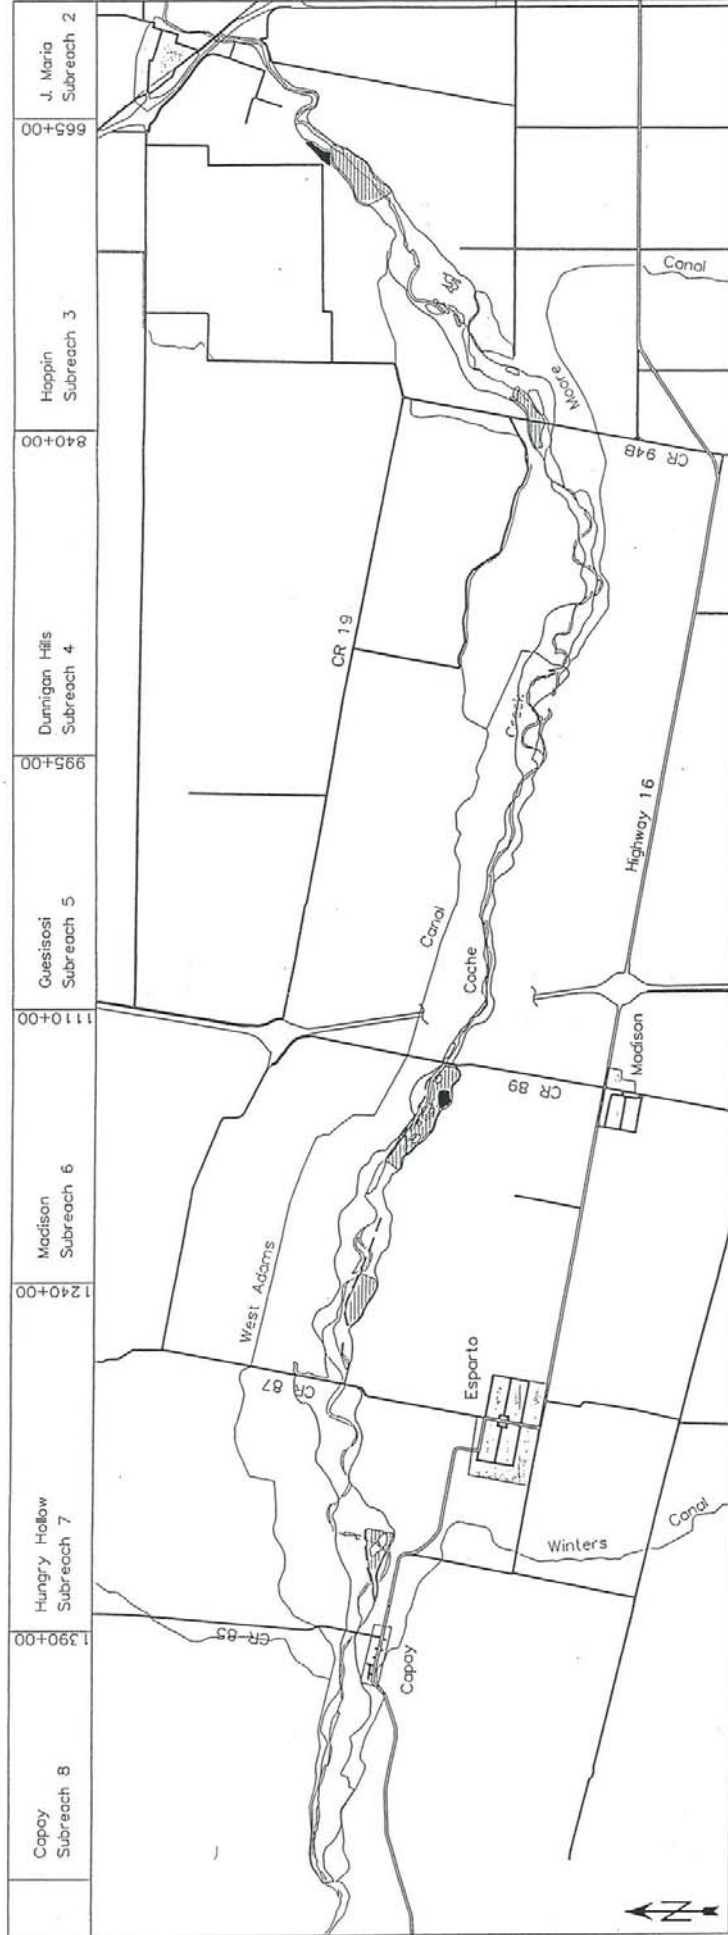 Capay
Subreach 8
1390+00
Hungry Hollow
Subreach 7
1240+00
Madison
Subreach 6
1110+00
Guesisosi
Subreach 5
995+00
Dunnigan Hills
Subreach 4
840+00
Hoppin
Subreach 3
665+00
J. Maria
Subreach 2
CR 85
Capay
Winters
Canal
Esparto
CR 87
West Adams
Canal
CR 89
Madison
Cache
Creek
Highway 16
CR 19
CR 94B
Moore
Canal
N